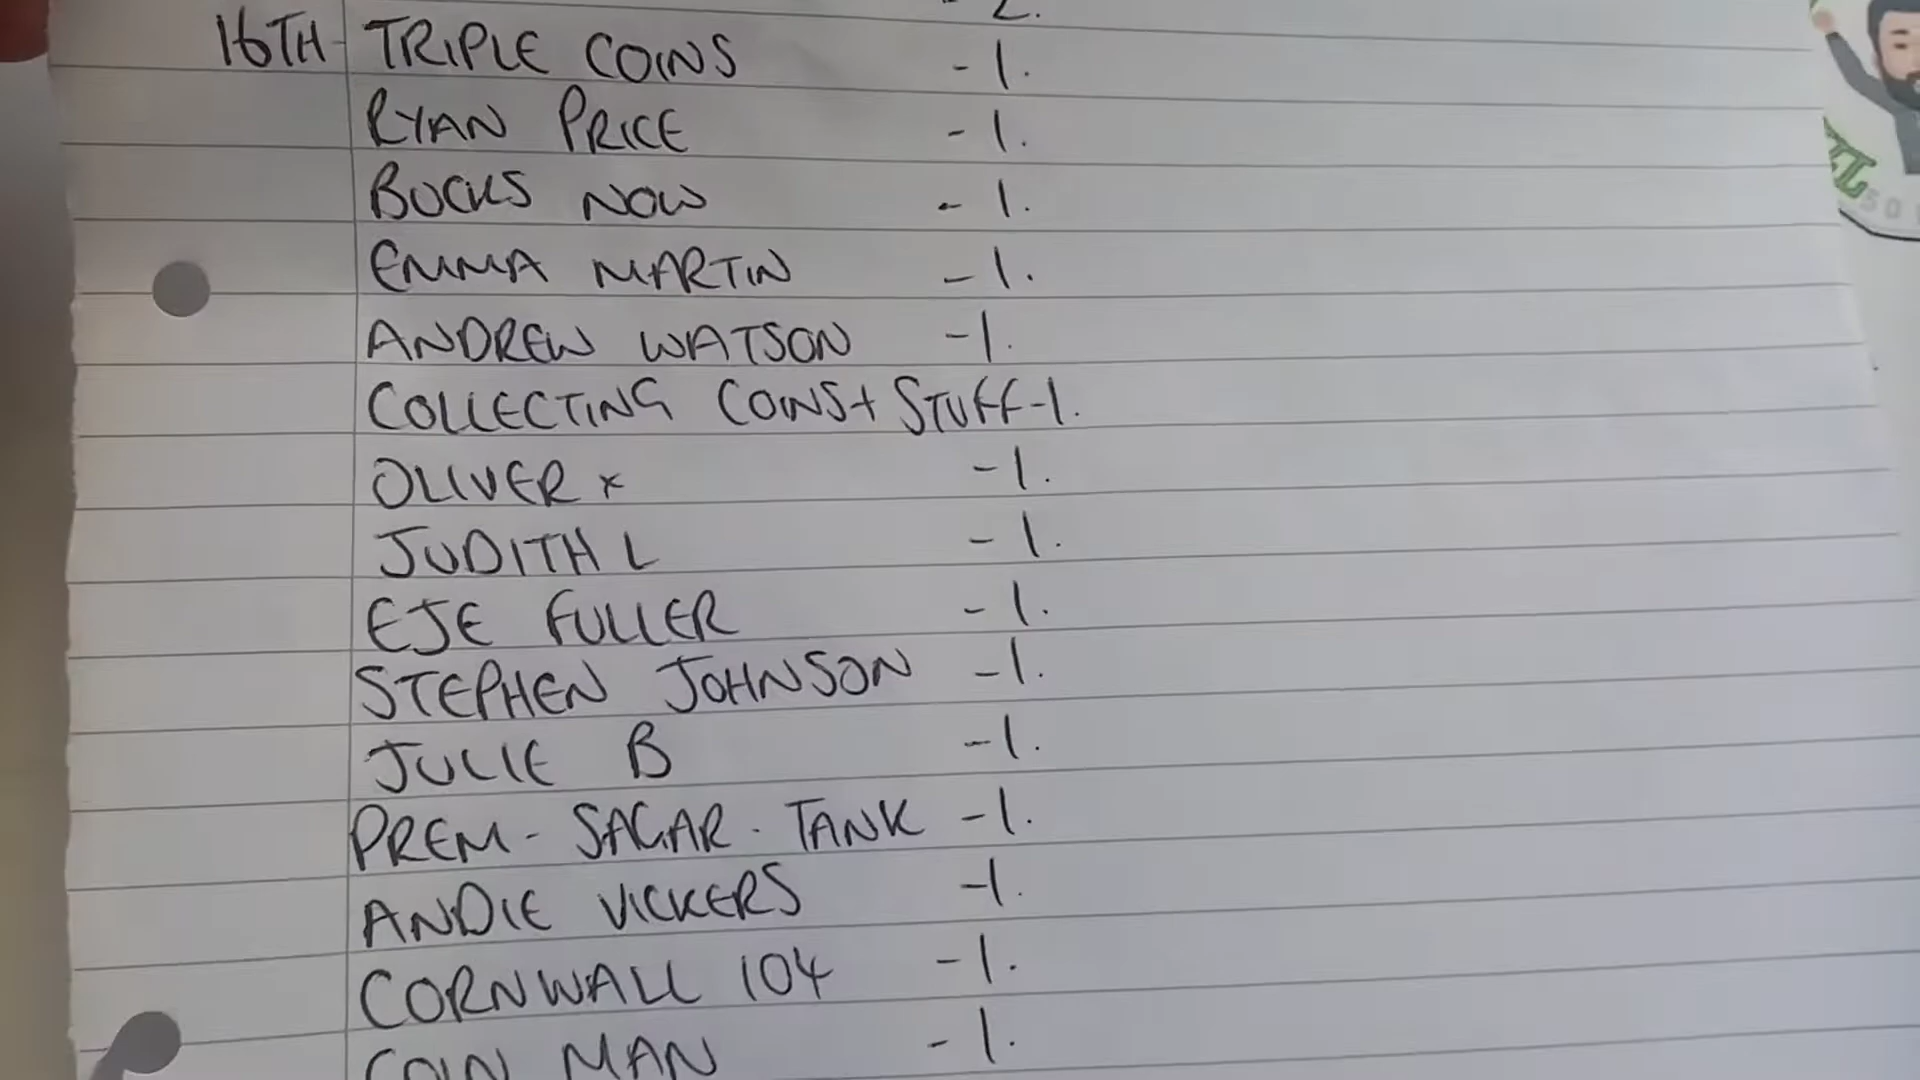 - 2.
16TH TRIPLE COINS - 1.
RYAN PRICE - 1.
BUCKS NOW - 1.
EMMA MARTIN - 1.
ANDREW WATSON - 1.
COLLECTING COINS + STUFF - 1.
OLIVER x - 1.
JUDITH L - 1.
EJE FULLER - 1.
STEPHEN JOHNSON - 1.
JULIE B - 1.
PREM - SAGAR - TANK - 1.
ANDIE VICKERS - 1.
CORNWALL 104 - 1.
COIN MAN - 1.